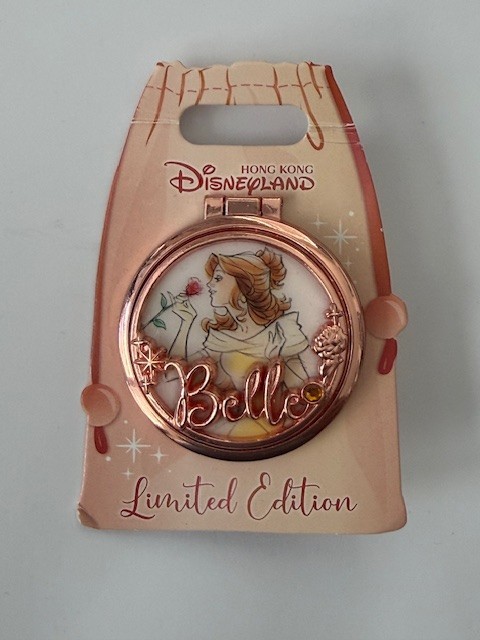 HONG KONG
DISNEYLAND
Belle
Limited Edition